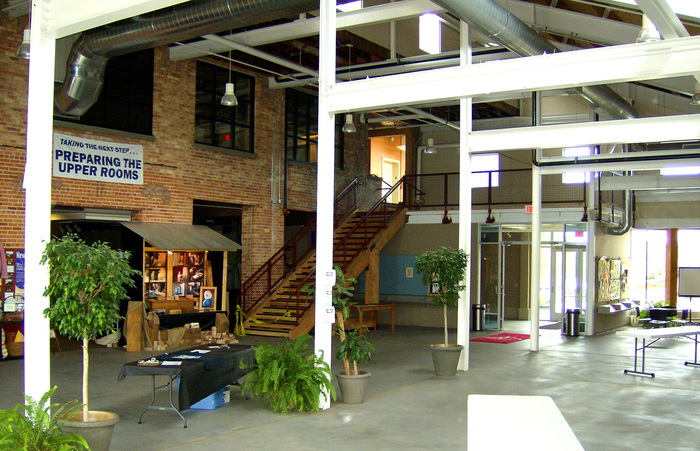 TAKING THE NEXT STEP...
PREPARING THE
UPPER ROOMS